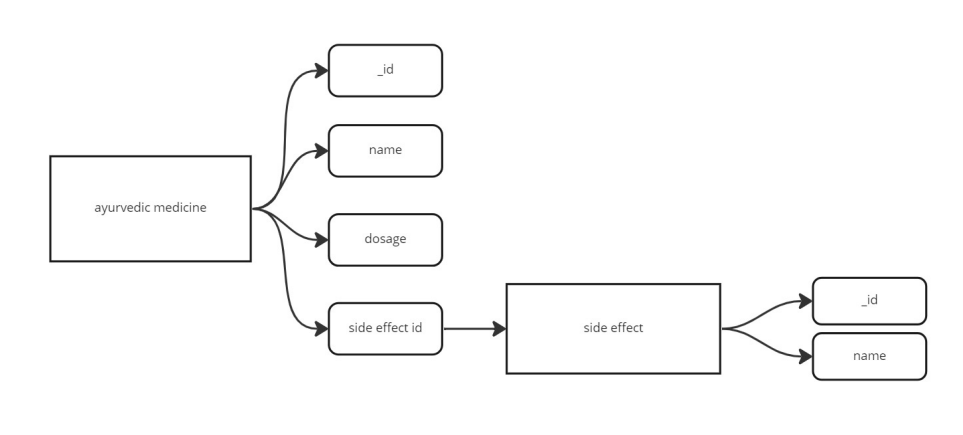 _id
name
ayurvedic medicine
dosage
side effect id
side effect
_id
name